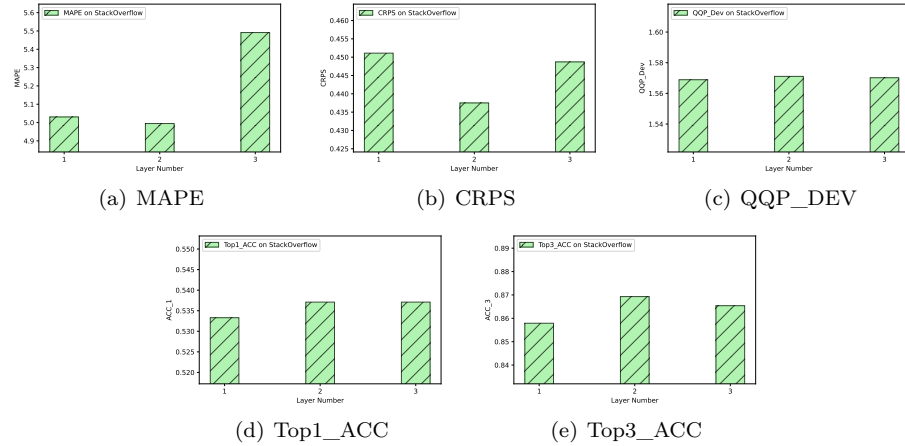 MAPE on StackOverflow
5.6
5.5
5.4
5.3
5.2
5.1
5.0
4.9
MAPE
1 2 3
Layer Number
(a) MAPE
CRPS on StackOverflow
0.460
0.455
0.450
0.445
0.440
0.435
0.430
0.425
CRPS
1 2 3
Layer Number
(b) CRPS
QQP_Dev on StackOverflow
1.60
1.58
1.56
1.54
QQP_Dev
1 2 3
Layer Number
(c) QQP_DEV
Top1_ACC on StackOverflow
0.550
0.545
0.540
0.535
0.530
0.525
0.520
ACC_1
1 2 3
Layer Number
(d) Top1_ACC
Top3_ACC on StackOverflow
0.89
0.88
0.87
0.86
0.85
0.84
ACC_3
1 2 3
Layer Number
(e) Top3_ACC